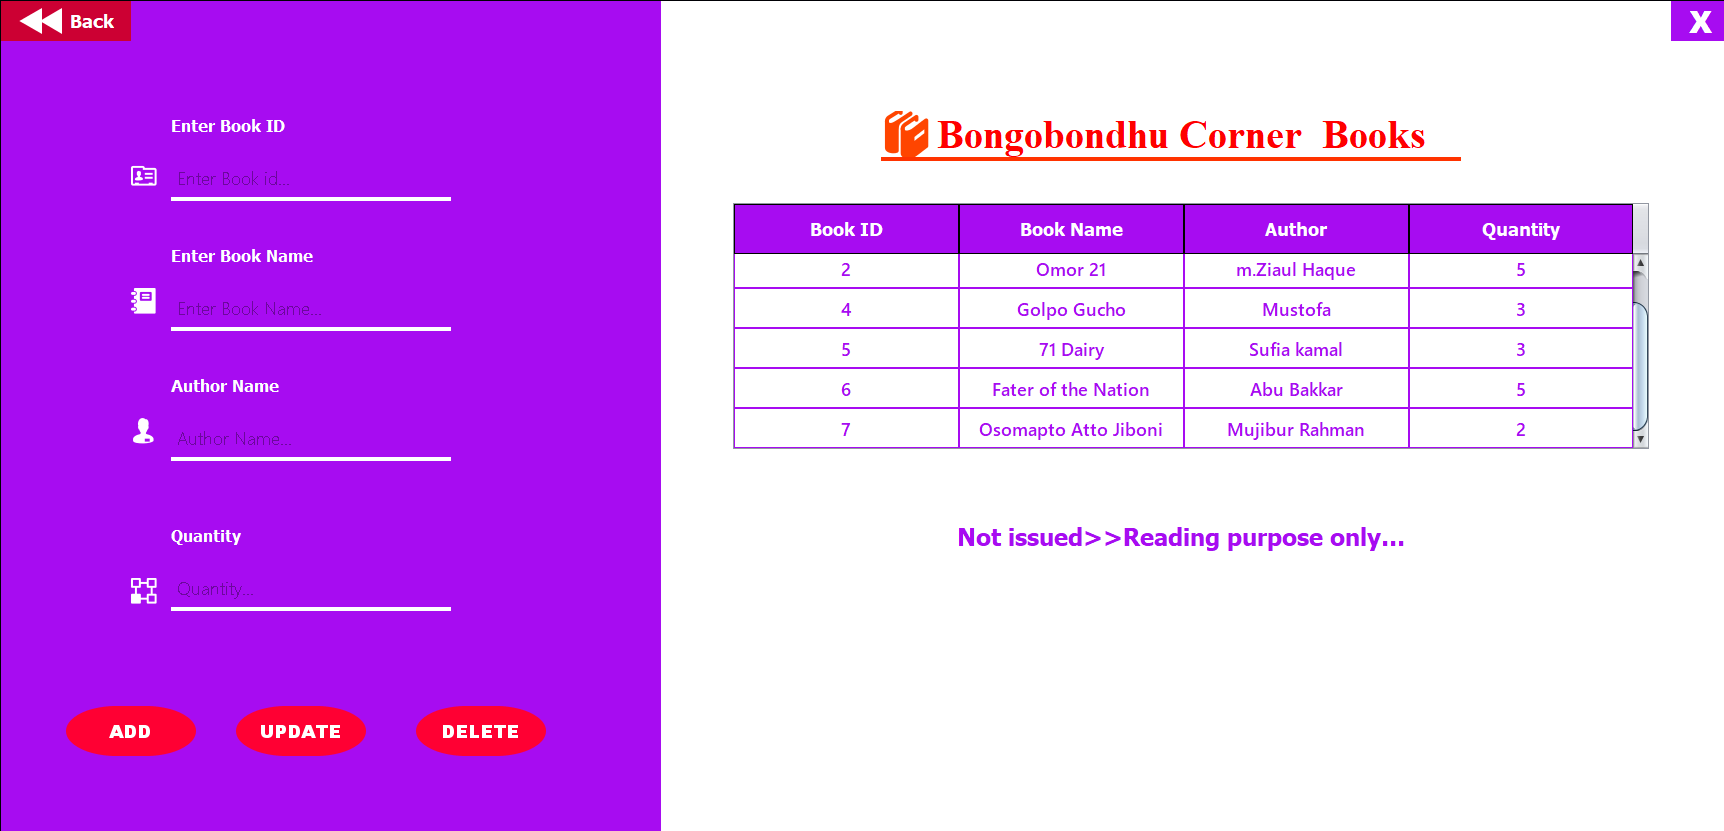 Back
X
Enter Book ID
Enter Book id...
Enter Book Name
Enter Book Name...
Author Name
Author Name...
Quantity
Quantity...
ADD UPDATE DELETE
Bongobondhu Corner Books
Book ID Book Name Author Quantity
2 Omor 21 m.Ziaul Haque 5
4 Golpo Gucho Mustofa 3
5 71 Dairy Sufia kamal 3
6 Fater of the Nation Abu Bakkar 5
7 Osomapto Atto Jiboni Mujibur Rahman 2
Not issued>>Reading purpose only...